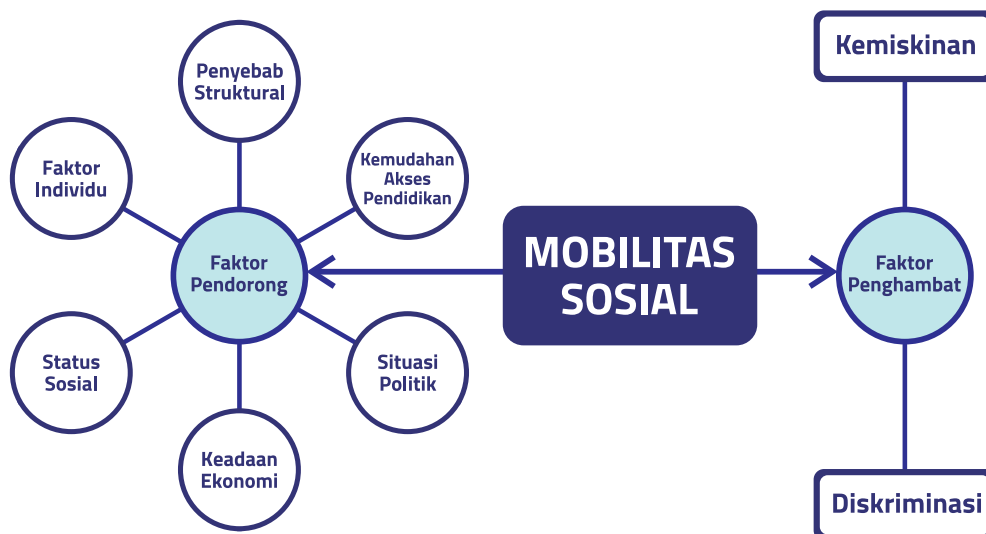 Penyebab
Struktural
Faktor
Individu
Kemudahan
Akses
Pendidikan
Faktor
Pendorong
Status
Sosial
Situasi
Politik
Keadaan
Ekonomi
MOBILITAS
SOSIAL
Kemiskinan
Faktor
Penghambat
Diskriminasi